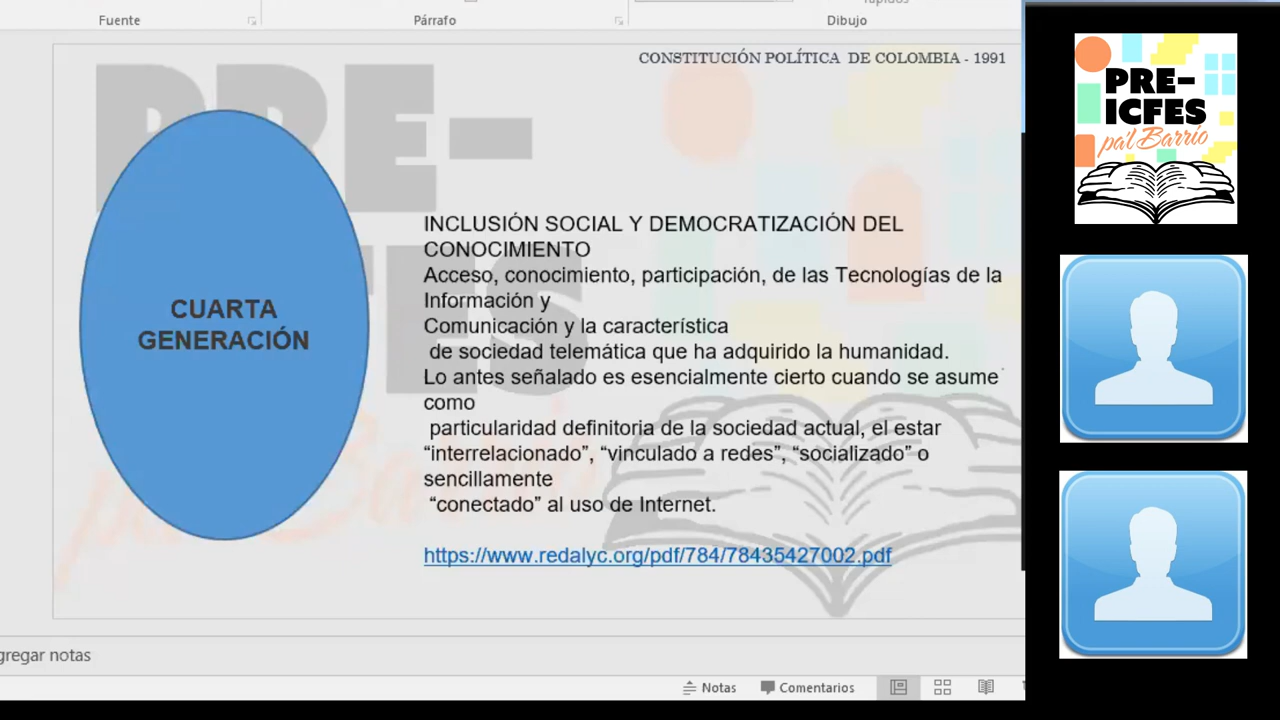 Fuente Párrafo Dibujo
CONSTITUCIÓN POLÍTICA DE COLOMBIA - 1991
PRE-
ICFES
pa'l Barrio
CUARTA
GENERACIÓN
INCLUSIÓN SOCIAL Y DEMOCRATIZACIÓN DEL
CONOCIMIENTO
Acceso, conocimiento, participación, de las Tecnologías de la
Información y
Comunicación y la característica
de sociedad telemática que ha adquirido la humanidad.
Lo antes señalado es esencialmente cierto cuando se asume
como
particularidad definitoria de la sociedad actual, el estar
“interrelacionado”, “vinculado a redes”, “socializado” o
sencillamente
“conectado” al uso de Internet.
https://www.redalyc.org/pdf/784/78435427002.pdf
gregar notas
Notas Comentarios